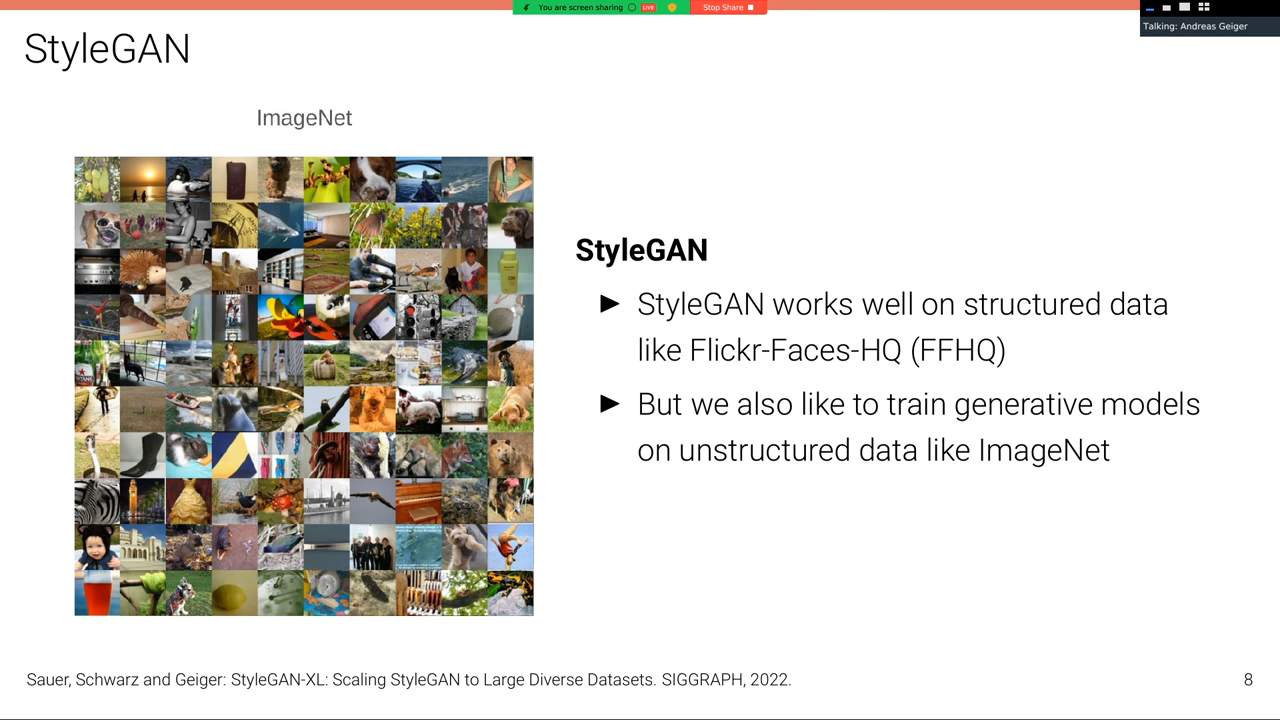 You are screen sharing
LIVE
Stop Share
Talking: Andreas Geiger
StyleGAN
ImageNet
StyleGAN
► StyleGAN works well on structured data
like Flickr-Faces-HQ (FFHQ)
► But we also like to train generative models
on unstructured data like ImageNet
Sauer, Schwarz and Geiger: StyleGAN-XL: Scaling StyleGAN to Large Diverse Datasets. SIGGRAPH, 2022.
8